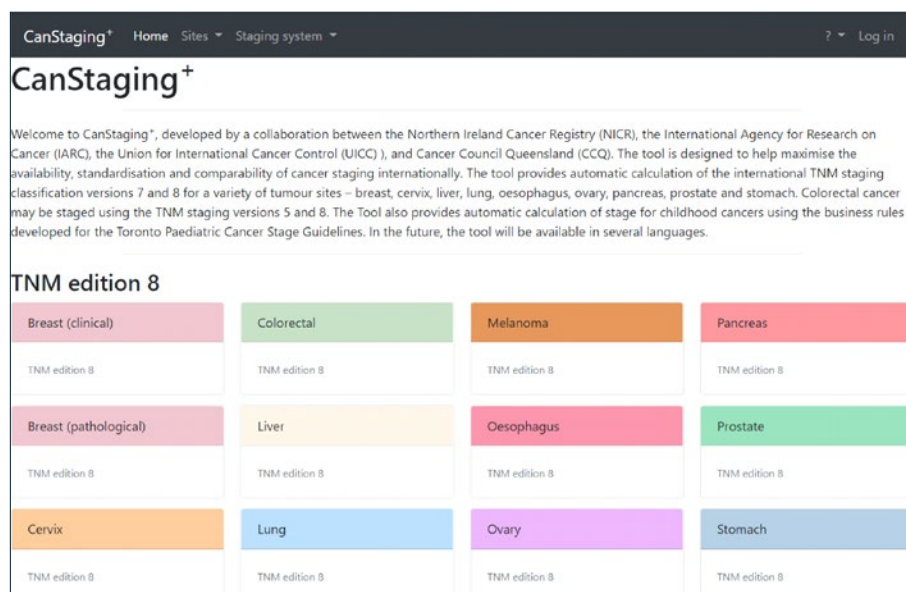 CanStaging+ Home Sites Staging system ? Log in
CanStaging+
Welcome to CanStaging+, developed by a collaboration between the Northern Ireland Cancer Registry (NICR), the International Agency for Research on
Cancer (IARC), the Union for International Cancer Control (UICC) ), and Cancer Council Queensland (CCQ). The tool is designed to help maximise the
availability, standardisation and comparability of cancer staging internationally. The tool provides automatic calculation of the international TNM staging
classification versions 7 and 8 for a variety of tumour sites – breast, cervix, liver, lung, oesophagus, ovary, pancreas, prostate and stomach. Colorectal cancer
may be staged using the TNM staging versions 5 and 8. The Tool also provides automatic calculation of stage for childhood cancers using the business rules
developed for the Toronto Paediatric Cancer Stage Guidelines. In the future, the tool will be available in several languages.
TNM edition 8
Breast (clinical) Colorectal Melanoma Pancreas
TNM edition 8 TNM edition 8 TNM edition 8 TNM edition 8
Breast (pathological) Liver Oesophagus Prostate
TNM edition 8 TNM edition 8 TNM edition 8 TNM edition 8
Cervix Lung Ovary Stomach
TNM edition 8 TNM edition 8 TNM edition 8 TNM edition 8